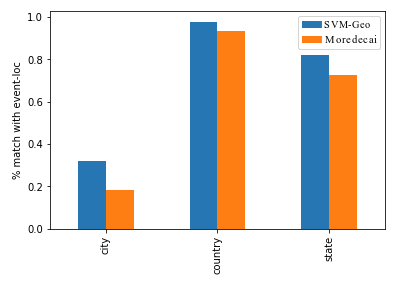 SVM-Geo
Moredecai
% match with event-loc
1.0
0.8
0.6
0.4
0.2
0.0
city
country
state